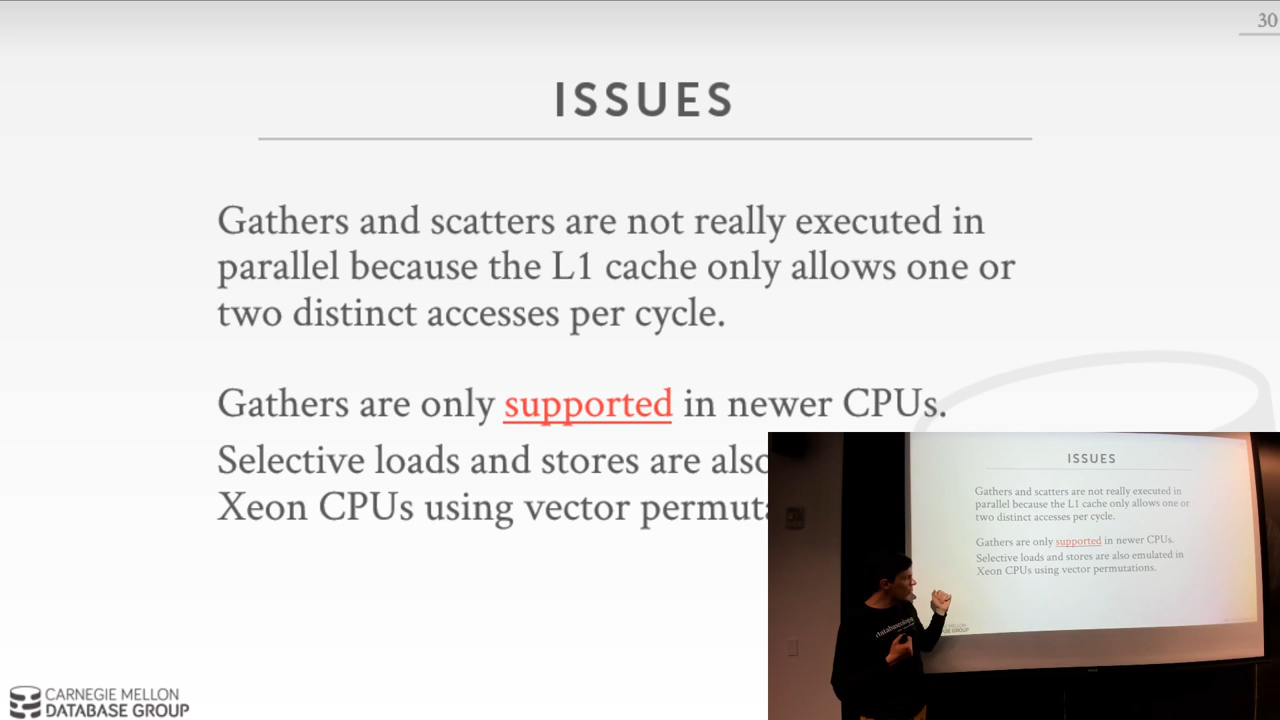 30
ISSUES
Gathers and scatters are not really executed in
parallel because the L1 cache only allows one or
two distinct accesses per cycle.
Gathers are only supported in newer CPUs.
Selective loads and stores are also
Xeon CPUs using vector
CARNEGIE MELLON
DATABASE GROUP
ISSUES
Gathers and scatters are not really executed in
parallel because the L1 cache only allows one or
two distinct accesses per cycle.
Gathers are only supported in newer CPUs.
Selective loads and stores are also emulated in
Xeon CPUs using vector permutations.